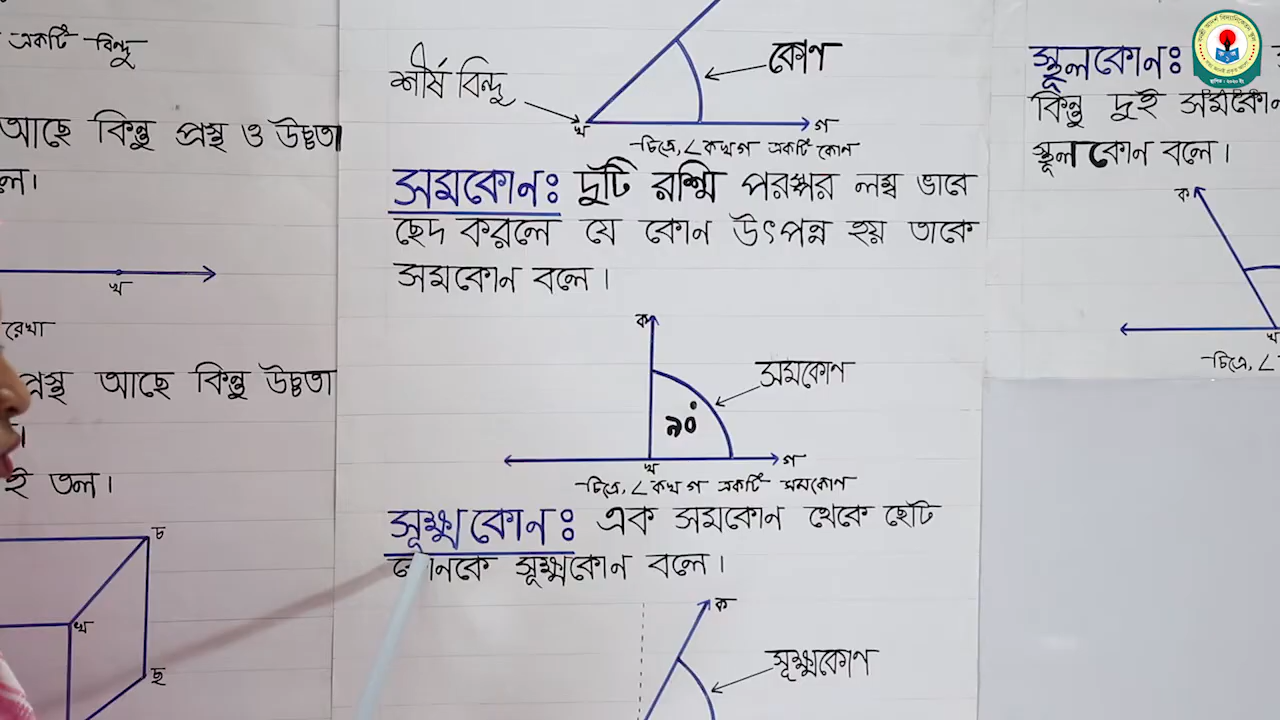 একটি বিন্দু
আছে কিন্তু প্রস্থ ও উচ্চতা
লে।
খ
রেখা
প্রস্থ আছে কিন্তু উচ্চতা
ই তল।
চ
খ
ছ
শীর্ষ বিন্দু
কোণ
খ
গ
চিত্রে, ∠কখগ একটি কোন
সমকোনঃ দুটি রশ্মি পরস্পর লম্ব ভাবে
ছেদ করলে যে কোন উৎপন্ন হয় তাকে
সমকোন বলে।
ক
সমকোণ
৯০°
খ
গ
চিত্রে, ∠কখগ একটি সমকোণ
সূক্ষ্মকোনঃ এক সমকোন থেকে ছোট
কোনকে সূক্ষ্মকোন বলে।
ক
সূক্ষ্মকোণ
স্থূলকোনঃ
কিন্তু দুই সমকোন
স্থূলকোন বলে।
ক
খ
চিত্রে, ∠